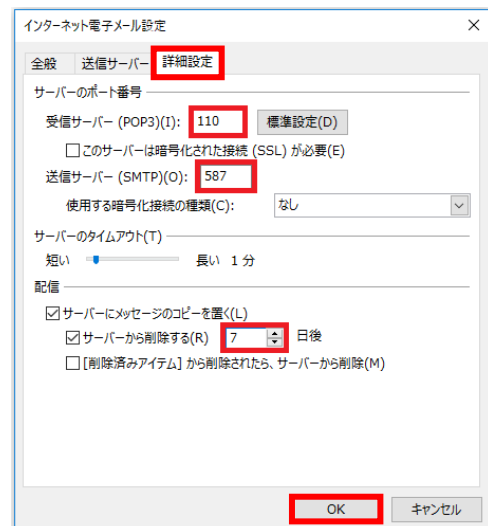 インターネット電子メール設定
全般 送信サーバー 詳細設定
サーバーのポート番号
受信サーバー (POP3)(I): 110 標準設定(D)
このサーバーは暗号化された接続 (SSL) が必要(E)
送信サーバー (SMTP)(O): 587
使用する暗号化接続の種類(C): なし
サーバーのタイムアウト(T)
短い 長い 1 分
配信
サーバーにメッセージのコピーを置く(L)
サーバーから削除する(R) 7 日後
[削除済みアイテム] から削除されたら、サーバーから削除(M)
OK キャンセル